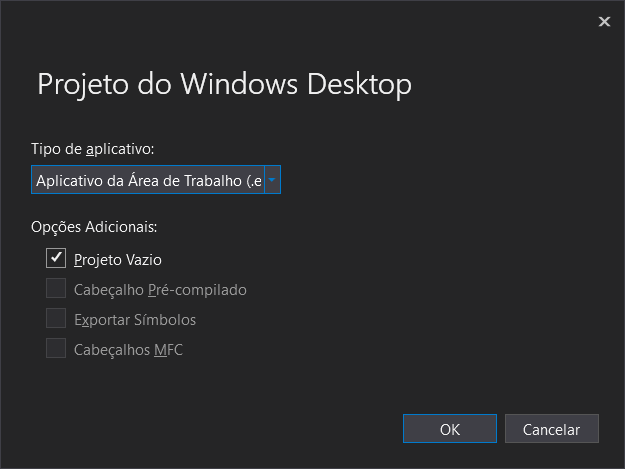 Projeto do Windows Desktop
Tipo de aplicativo:
Aplicativo da Área de Trabalho (.e
Opções Adicionais:
Projeto Vazio
Cabeçalho Pré-compilado
Exportar Símbolos
Cabeçalhos MFC
OK Cancelar